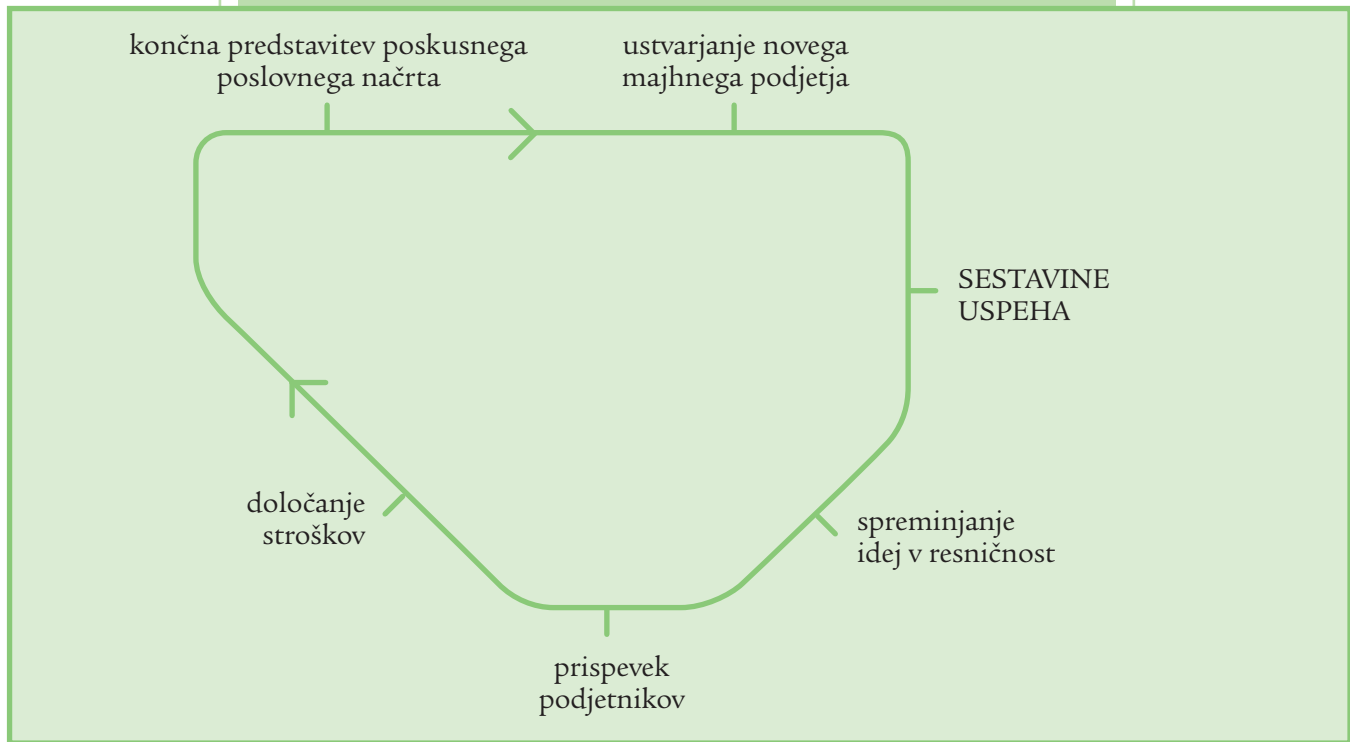 končna predstavitev poskusnega
poslovnega načrta
ustvarjanje novega
majhnega podjetja
SESTAVINE
USPEHA
določanje
stroškov
spreminjanje
idej v resničnost
prispevek
podjetnikov